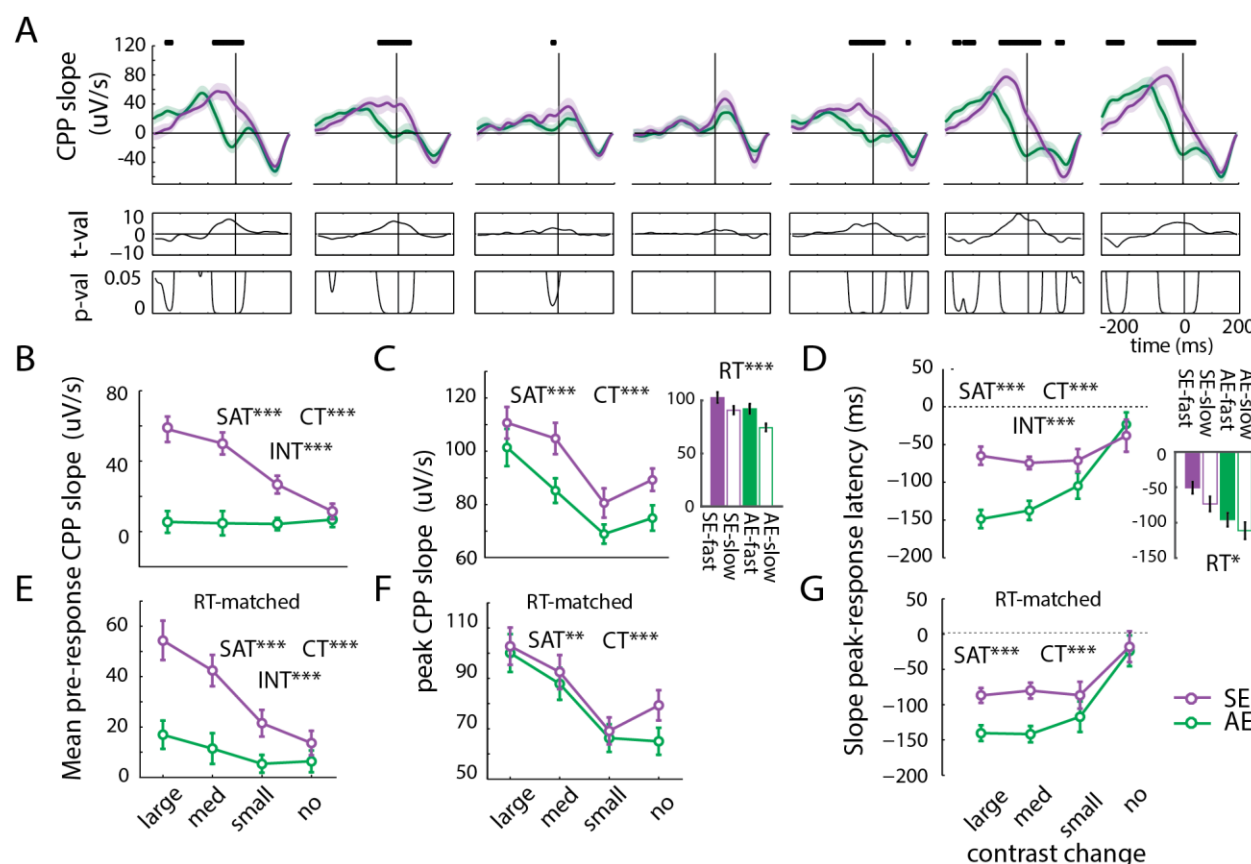 A
CPP slope
(uV/s)
120
80
40
0
−40
t-val
10
0
−10
p-val
0.05
0
-200 0 200
time (ms)
B
Mean pre-response CPP slope (uV/s)
80
60
40
20
0
SAT*** CT***
INT***
C
peak CPP slope (uV/s)
120
100
80
60
SAT*** CT***
RT***
100
50
0
SE-fast
SE-slow
AE-fast
AE-slow
D
Slope peak-response latency (ms)
50
0
−50
−100
−150
−200
SAT*** CT***
INT***
SE-fast
SE-slow
AE-fast
AE-slow
0
-50
-100
-150
RT*
E
RT-matched
60
40
20
0
SAT*** CT***
INT***
large
med
small
no
F
RT-matched
100
90
70
50
SAT** CT***
large
med
small
no
G
RT-matched
50
0
−50
−100
−150
−200
SAT*** CT***
SE
AE
large
med
small
no
contrast change